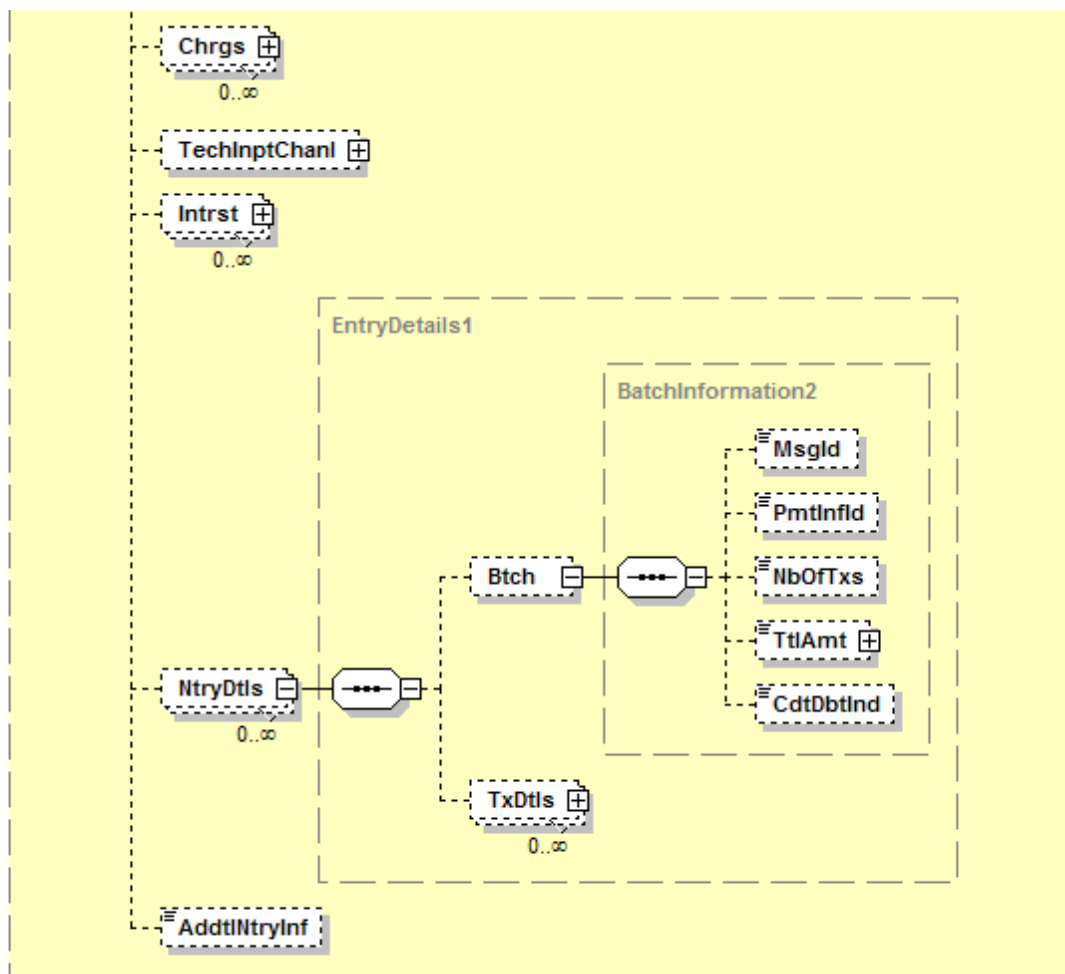 Chrgs
0..∞
TechInptChanl
Intrst
0..∞
EntryDetails1
BatchInformation2
MsgId
PmtInfId
Btch
NbOfTxs
TtlAmt
NtryDtls
CdtDbtInd
0..∞
TxDtls
0..∞
AddtlNtryInf